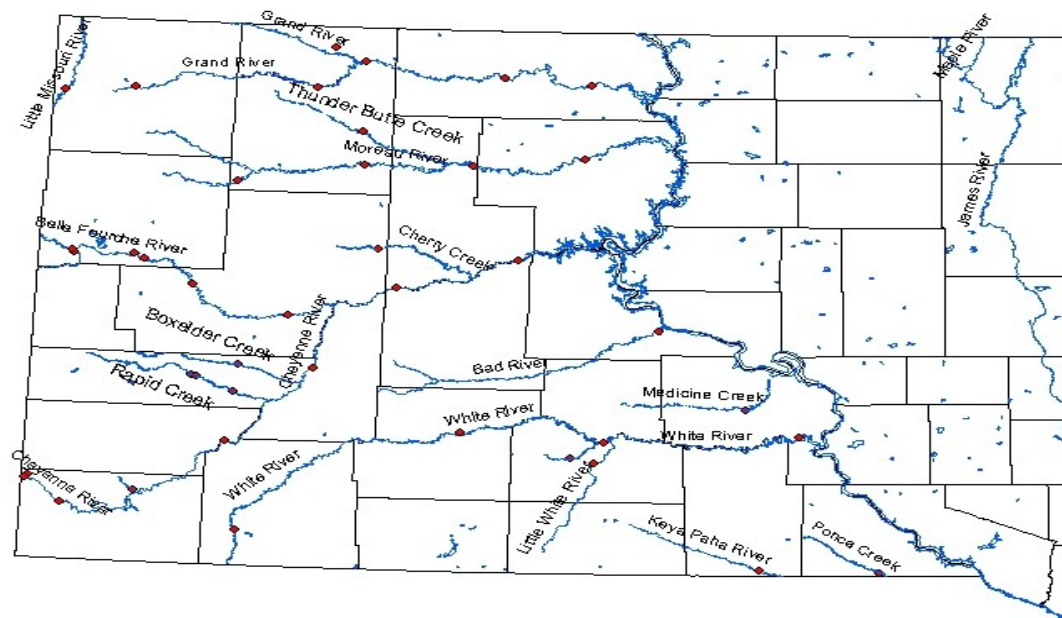 Grand River
Maple River
Little Missouri River
Grand River
Thunder Butte Creek
Moreau River
James River
Belle Fourche River
Cherry Creek
Boxelder Creek
Cheyenne River
Bad River
Rapid Creek
Medicine Creek
White River
White River
Cheyenne River
White River
Little White River
Keya Paha River
Ponca Creek